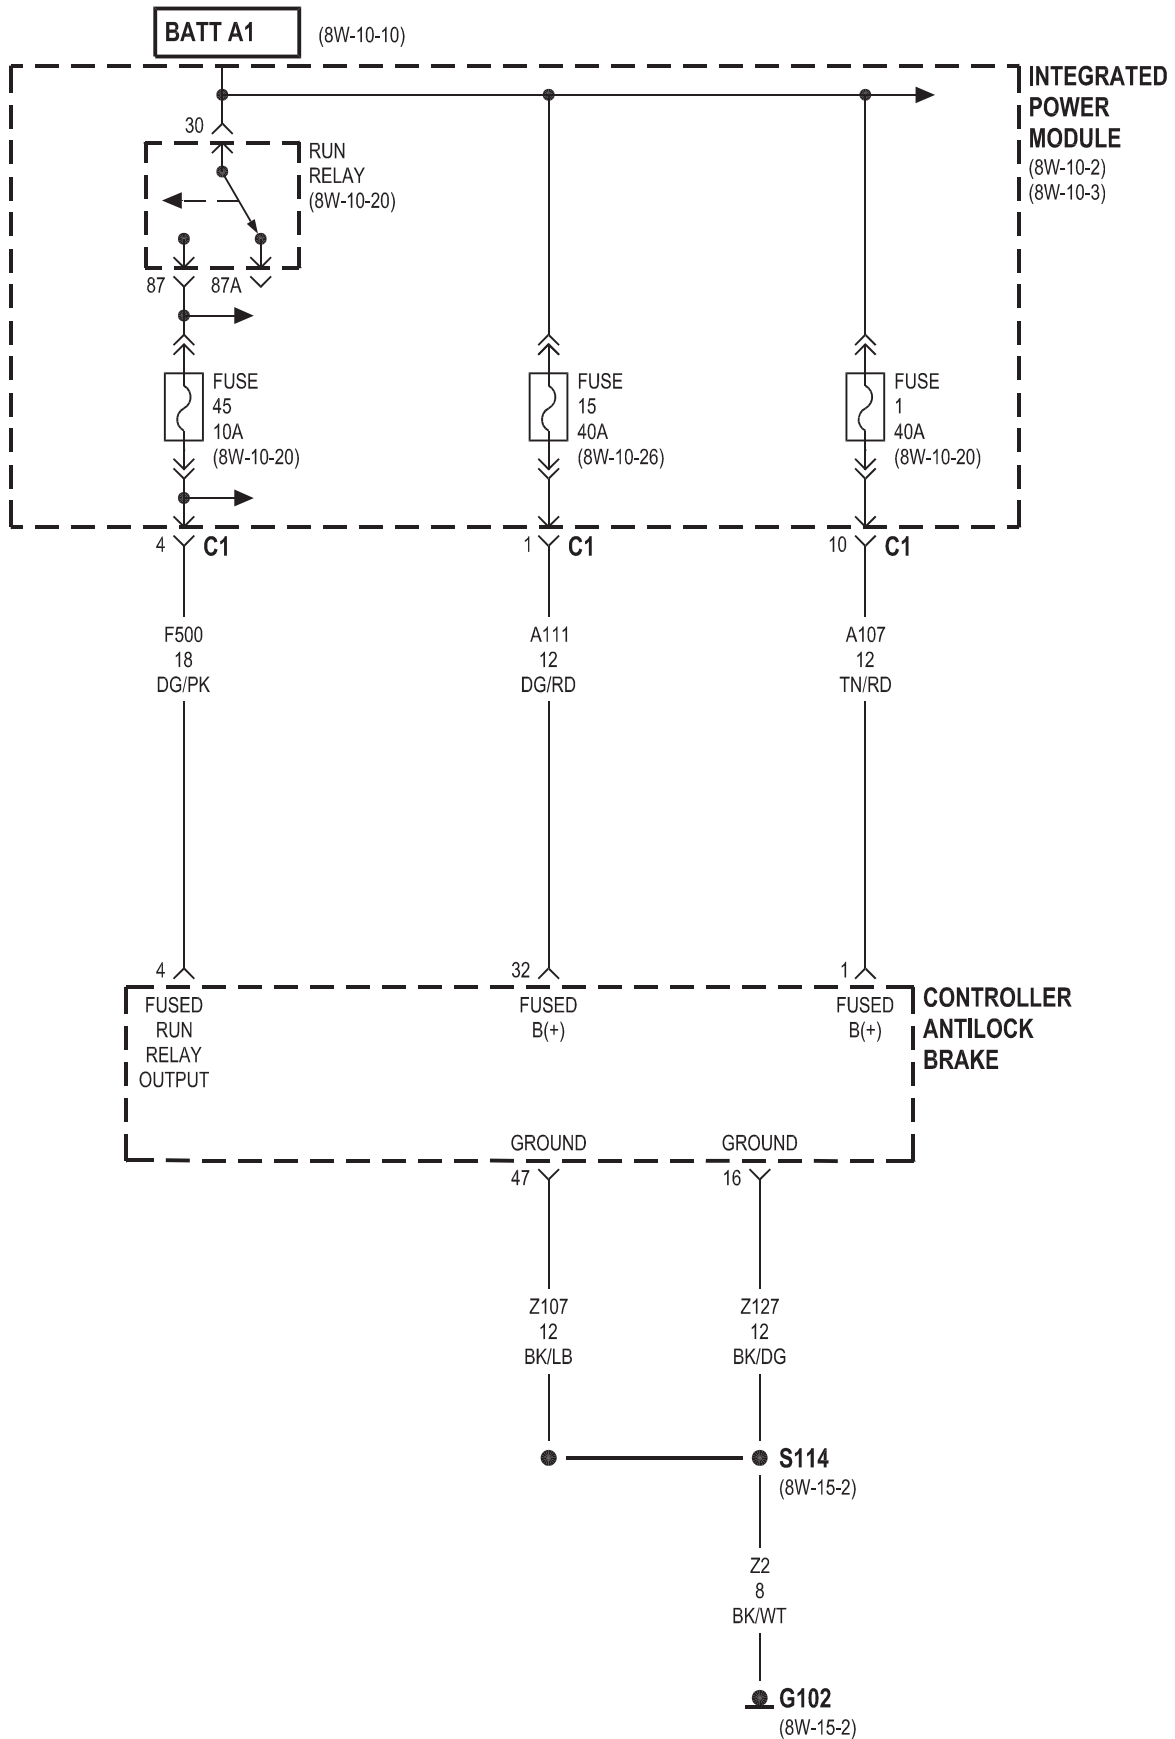 BATT A1 (8W-10-10)
INTEGRATED
POWER
MODULE
(8W-10-2)
(8W-10-3)
30
RUN
RELAY
(8W-10-20)
87 87A
FUSE
45
10A
(8W-10-20)
FUSE
15
40A
(8W-10-26)
FUSE
1
40A
(8W-10-20)
4 C1
1 C1
10 C1
F500
18
DG/PK
A111
12
DG/RD
A107
12
TN/RD
4
32
1
FUSED
RUN
RELAY
OUTPUT
FUSED
B(+)
FUSED
B(+)
CONTROLLER
ANTILOCK
BRAKE
GROUND
GROUND
47
16
Z107
12
BK/LB
Z127
12
BK/DG
S114
(8W-15-2)
Z2
8
BK/WT
G102
(8W-15-2)